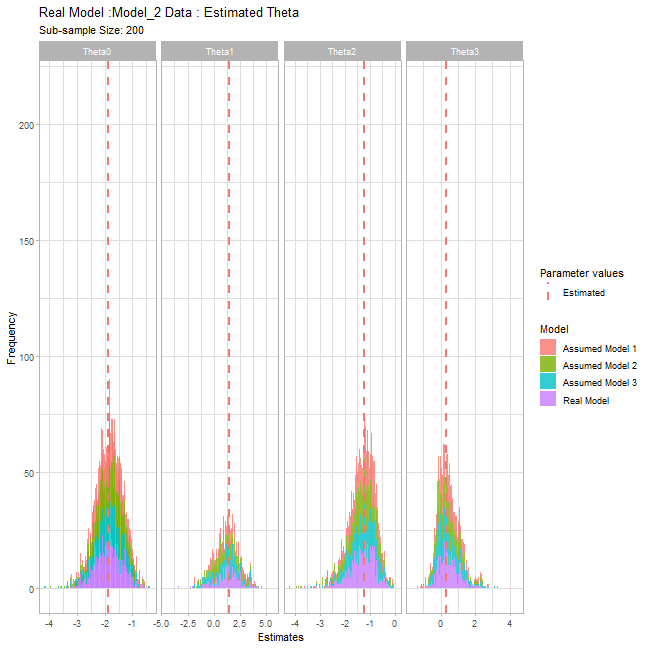 Real Model :Model_2 Data : Estimated Theta
Sub-sample Size: 200
Theta0 Theta1 Theta2 Theta3
200
150
100
50
0
Frequency
-4 -3 -2 -1 -5.0 -2.5 0.0 2.5 5.0 -4 -3 -2 -1 0 0 2 4
Estimates
Parameter values
Estimated
Model
Assumed Model 1
Assumed Model 2
Assumed Model 3
Real Model